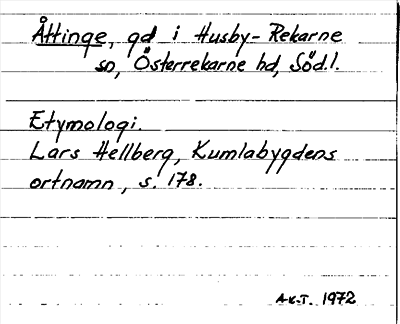 Åttinge, gd i Husby-Rekarne
sn, Österrekarne hd, Södl.
Etymologi.
Lars Hellberg, Kumlabygdens
ortnamn, s. 178.
A.K.T. 1972